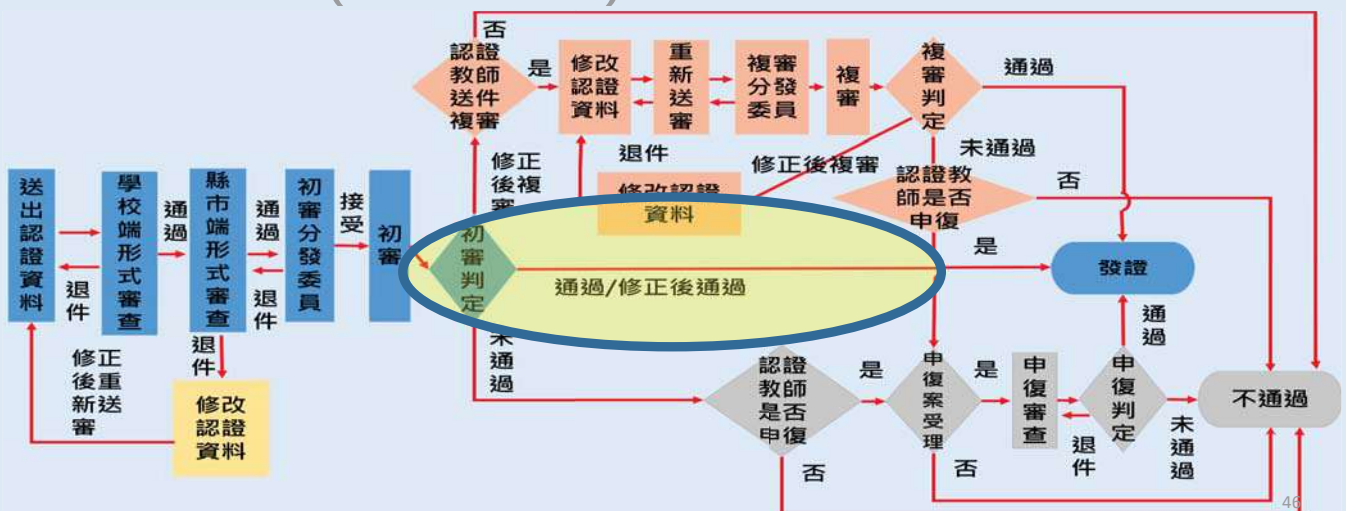 否
認證
教師
送件
複審
是
修改
認證
資料
重新送審
複審
分發
委員
複審
複審判定
通過
退件
修正後複審
未通過
修正
後複
審
修改認證
資料
認證教
師是否
申復
否
是
送出認證資料
學校端形式審查
通過
縣市端形式審查
通過
初審分發委員
接受
初審
初審判定
通過/修正後通過
發證
退件
退件
退件
修正
後重
新送
審
修改
認證
資料
未通過
認證
教師
是否
申復
是
申復案受理
是
申復審查
申復判定
通過
不通過
退件
未通過
否
否
46